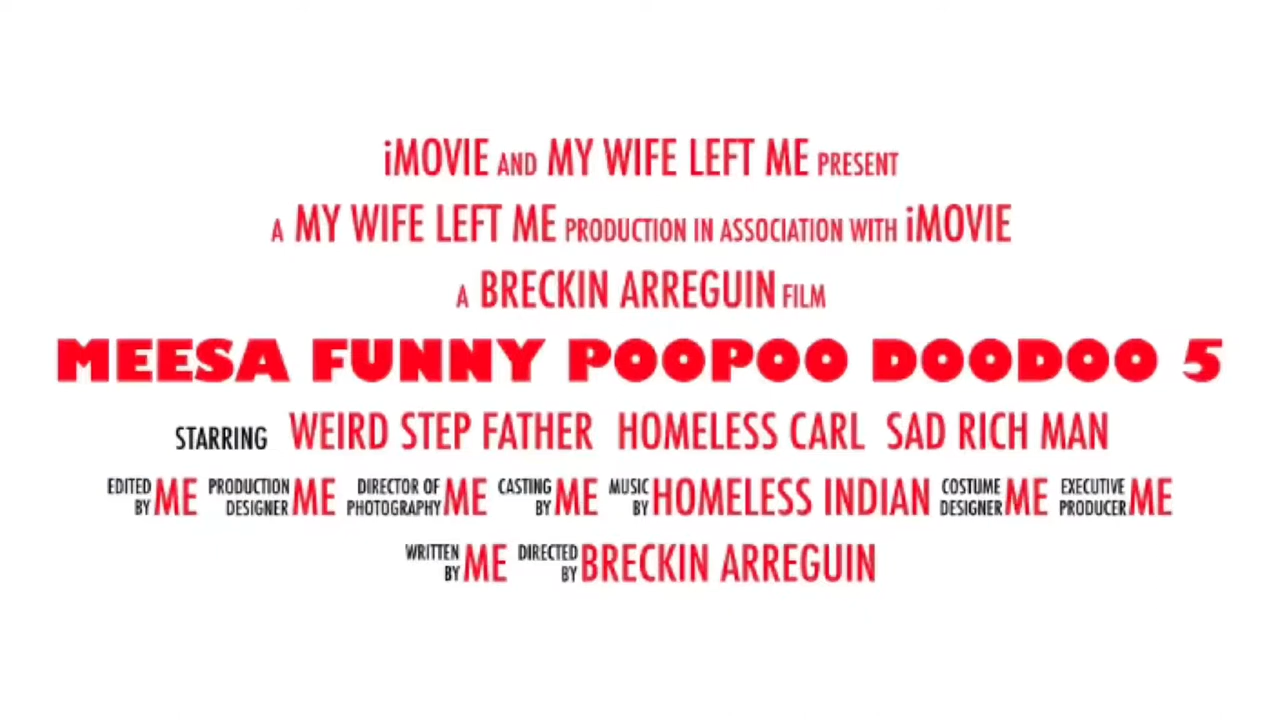 iMOVIE AND MY WIFE LEFT ME PRESENT
A MY WIFE LEFT ME PRODUCTION IN ASSOCIATION WITH iMOVIE
A BRECKIN ARREGUIN FILM
MEESA FUNNY POOPOO DOODOO 5
STARRING WEIRD STEP FATHER HOMELESS CARL SAD RICH MAN
EDITED BY ME PRODUCTION DESIGNER ME DIRECTOR OF PHOTOGRAPHY ME CASTING BY ME MUSIC BY HOMELESS INDIAN COSTUME DESIGNER ME EXECUTIVE PRODUCER ME
WRITTEN BY ME DIRECTED BY BRECKIN ARREGUIN